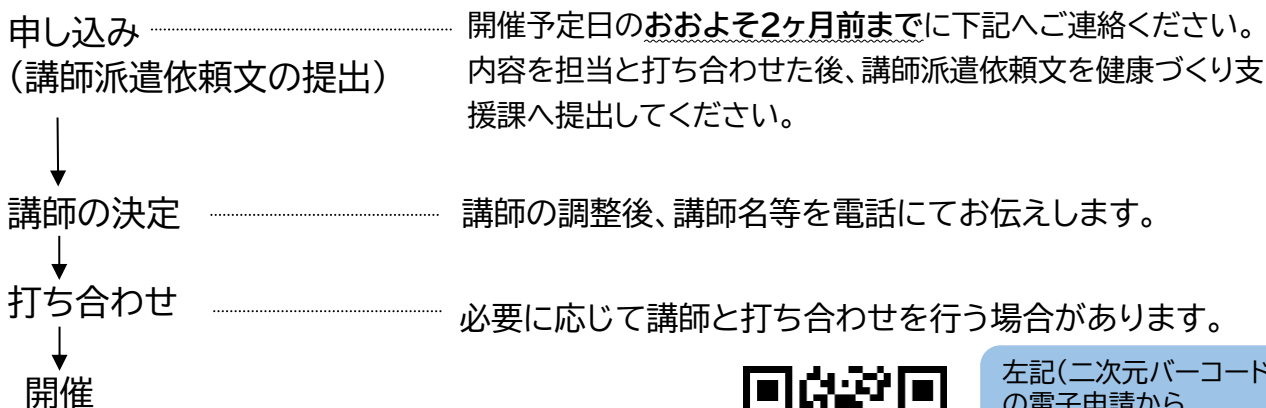 申し込み
（講師派遣依頼文の提出）
開催予定日のおおよそ2ヶ月前までに下記へご連絡ください。
内容を担当と打ち合わせた後、講師派遣依頼文を健康づくり支
援課へ提出してください。
講師の決定
講師の調整後、講師名等を電話にてお伝えします。
打ち合わせ
必要に応じて講師と打ち合わせを行う場合があります。
開催
左記（二次元バーコード
の電子申請から